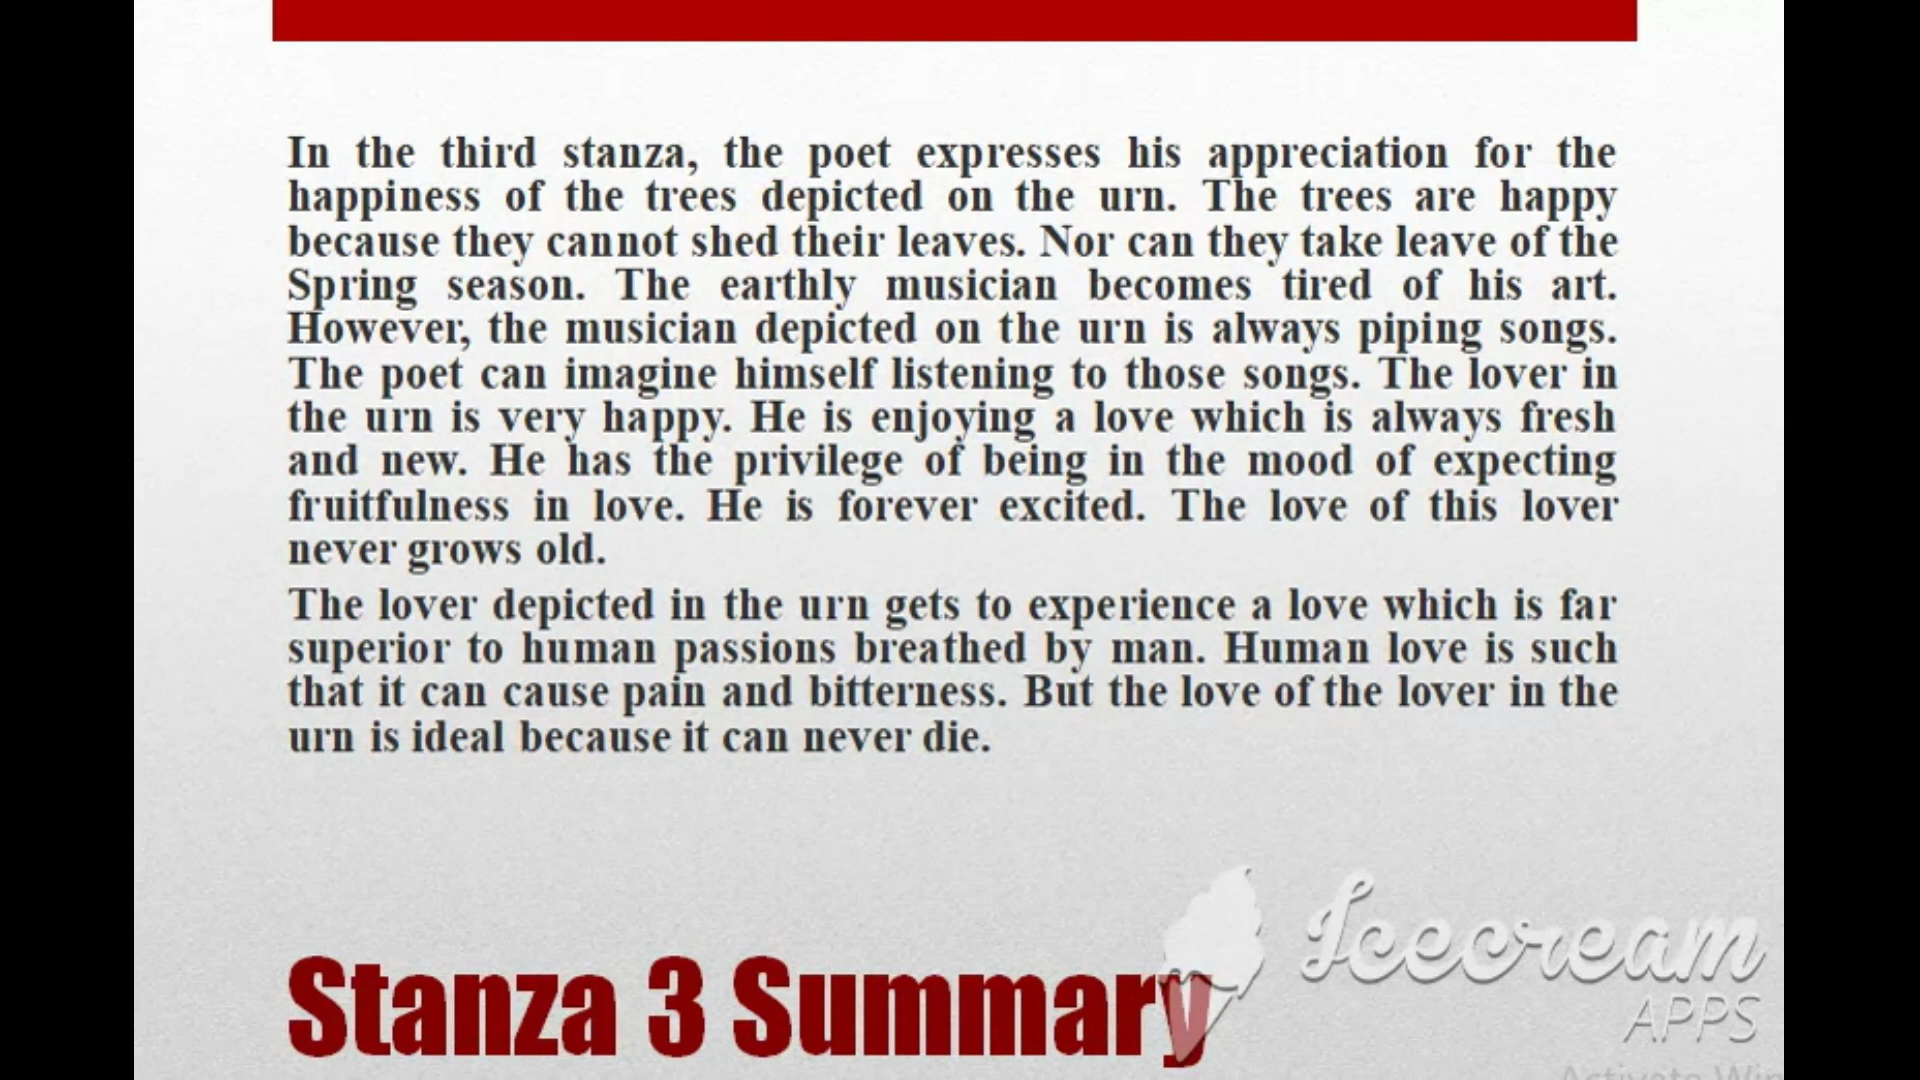 In the third stanza, the poet expresses his appreciation for the
happiness of the trees depicted on the urn. The trees are happy
because they cannot shed their leaves. Nor can they take leave of the
Spring season. The earthly musician becomes tired of his art.
However, the musician depicted on the urn is always piping songs.
The poet can imagine himself listening to those songs. The lover in
the urn is very happy. He is enjoying a love which is always fresh
and new. He has the privilege of being in the mood of expecting
fruitfulness in love. He is forever excited. The love of this lover
never grows old.
The lover depicted in the urn gets to experience a love which is far
superior to human passions breathed by man. Human love is such
that it can cause pain and bitterness. But the love of the lover in the
urn is ideal because it can never die.
Stanza 3 Summary
Icecream
APPS